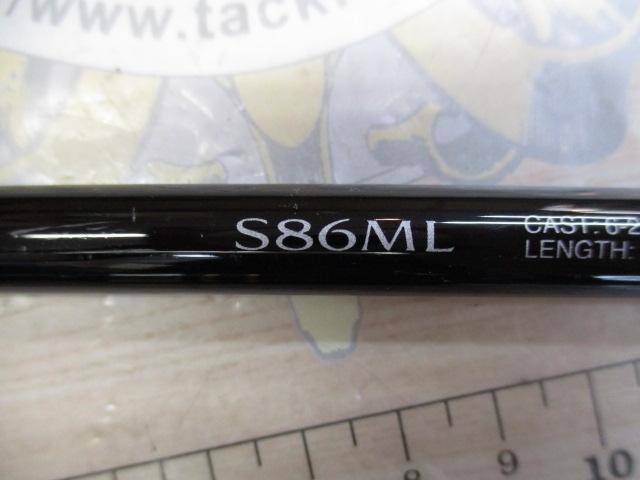 www.tack
S86ML
CAST: 6-2
LENGTH:
8 9 10